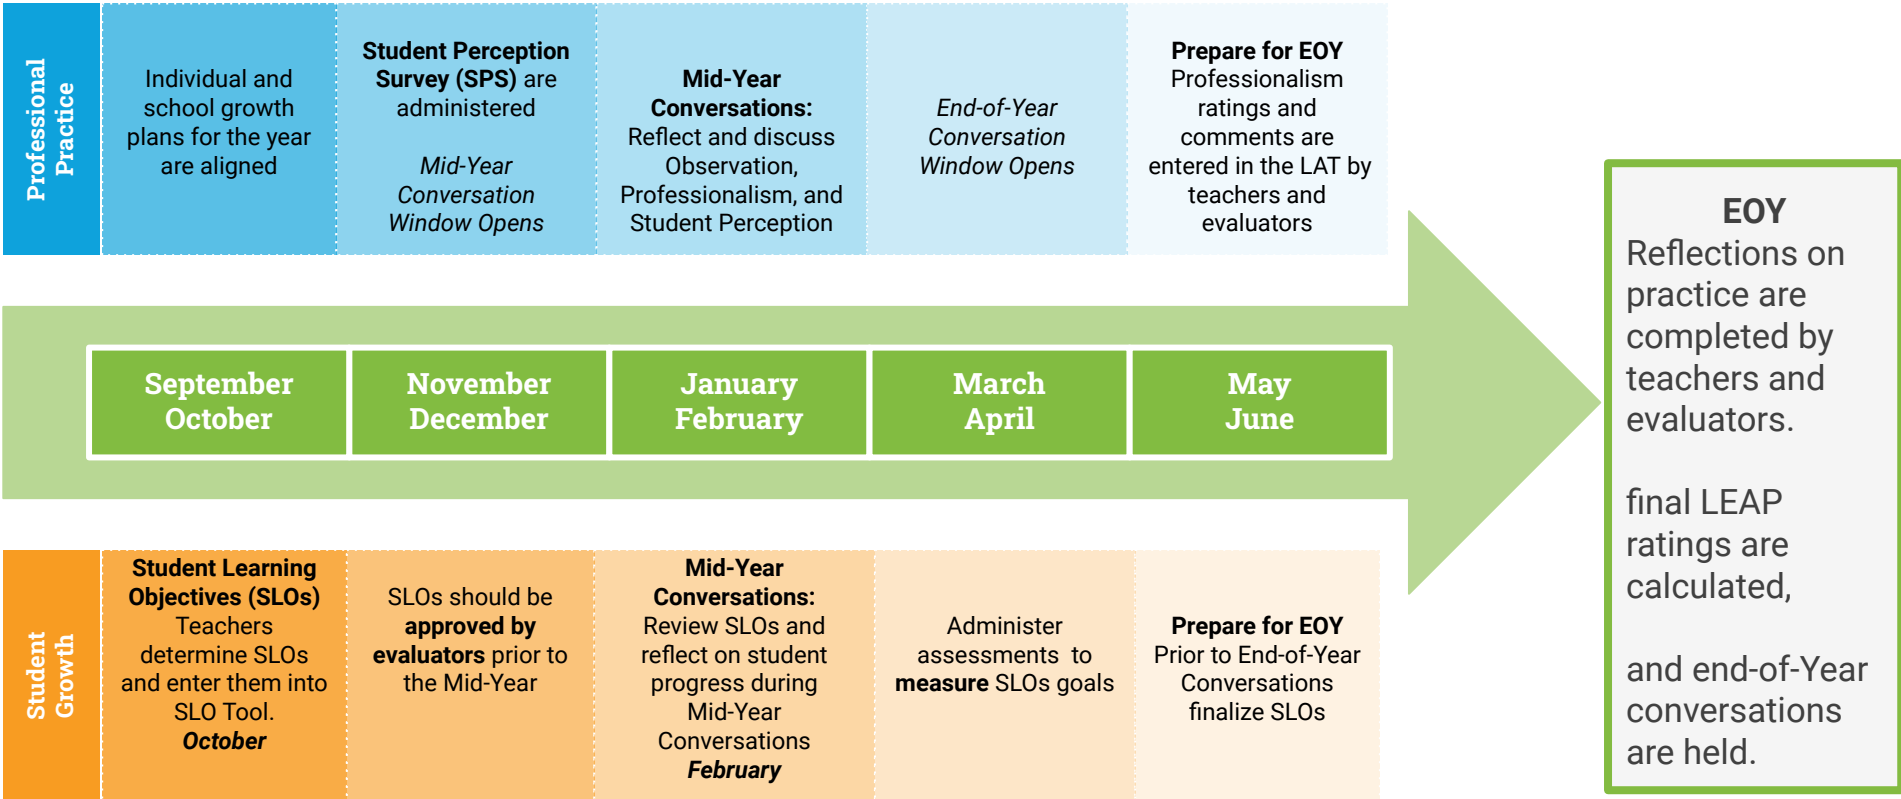 Professional
Practice
Individual and
school growth
plans for the year
are aligned
Student Perception
Survey (SPS) are
administered
Mid-Year
Conversation
Window Opens
Mid-Year
Conversations:
Reflect and discuss
Observation,
Professionalism, and
Student Perception
End-of-Year
Conversation
Window Opens
Prepare for EOY
Professionalism
ratings and
comments are
entered in the LAT by
teachers and
evaluators
September
October
November
December
January
February
March
April
May
June
Student
Growth
Student Learning
Objectives (SLOs)
Teachers
determine SLOs
and enter them into
SLO Tool.
October
SLOs should be
approved by
evaluators prior to
the Mid-Year
Mid-Year
Conversations:
Review SLOs and
reflect on student
progress during
Mid-Year
Conversations
February
Administer
assessments to
measure SLOs goals
Prepare for EOY
Prior to End-of-Year
Conversations
finalize SLOs
EOY
Reflections on
practice are
completed by
teachers and
evaluators.
final LEAP
ratings are
calculated,
and end-of-Year
conversations
are held.